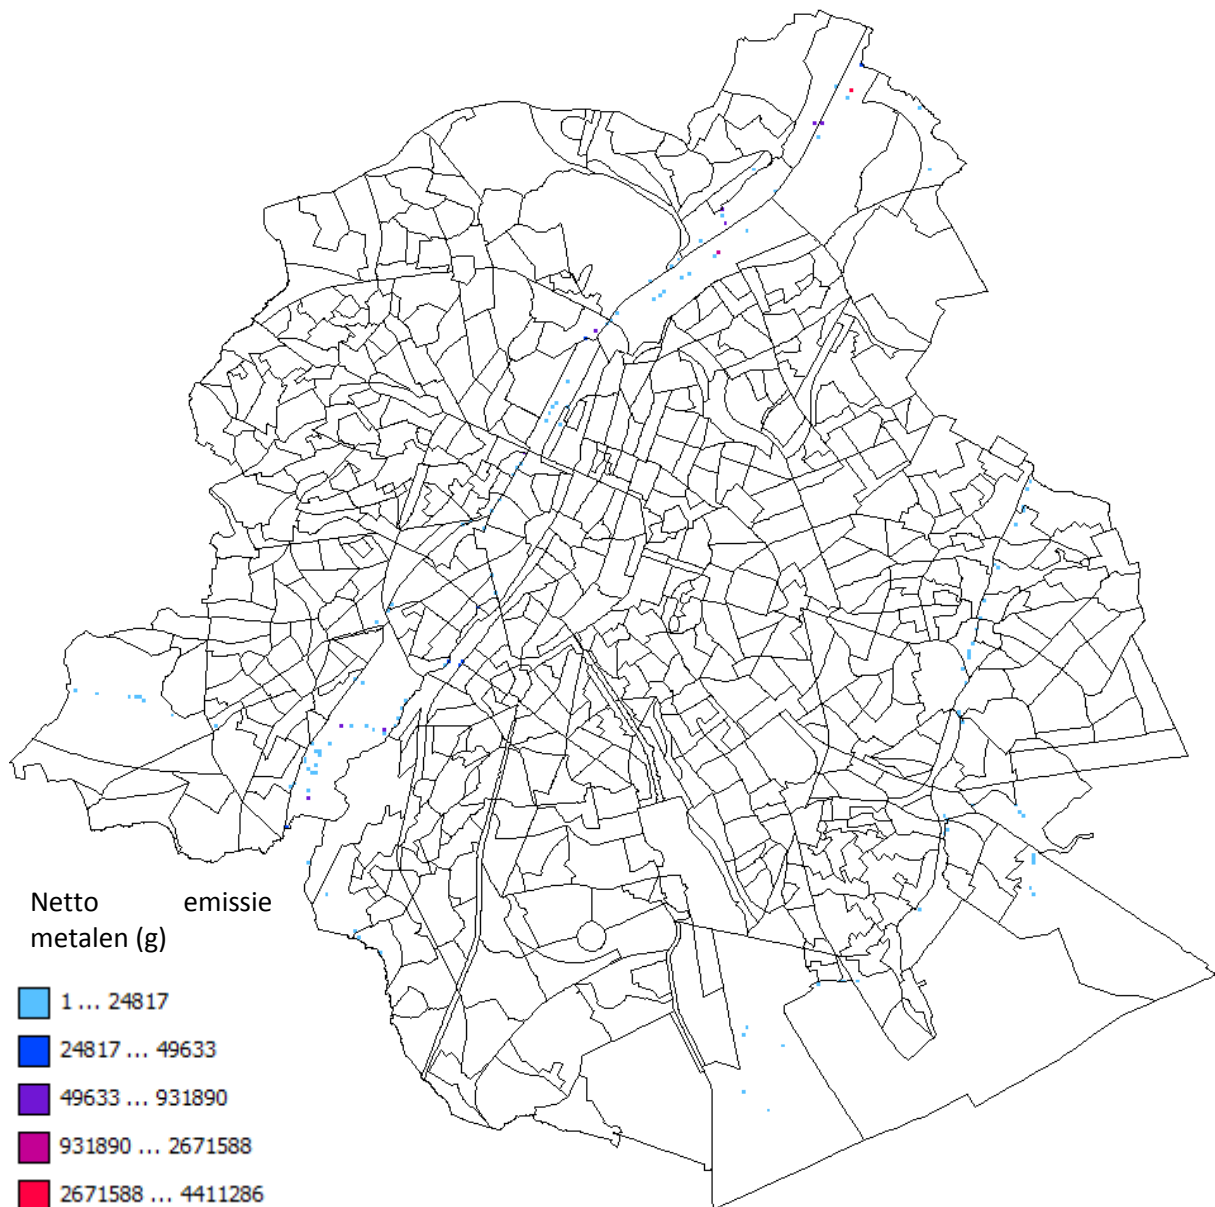 Netto emissie
metalen (g)
1 ... 24817
24817 ... 49633
49633 ... 931890
931890 ... 2671588
2671588 ... 4411286